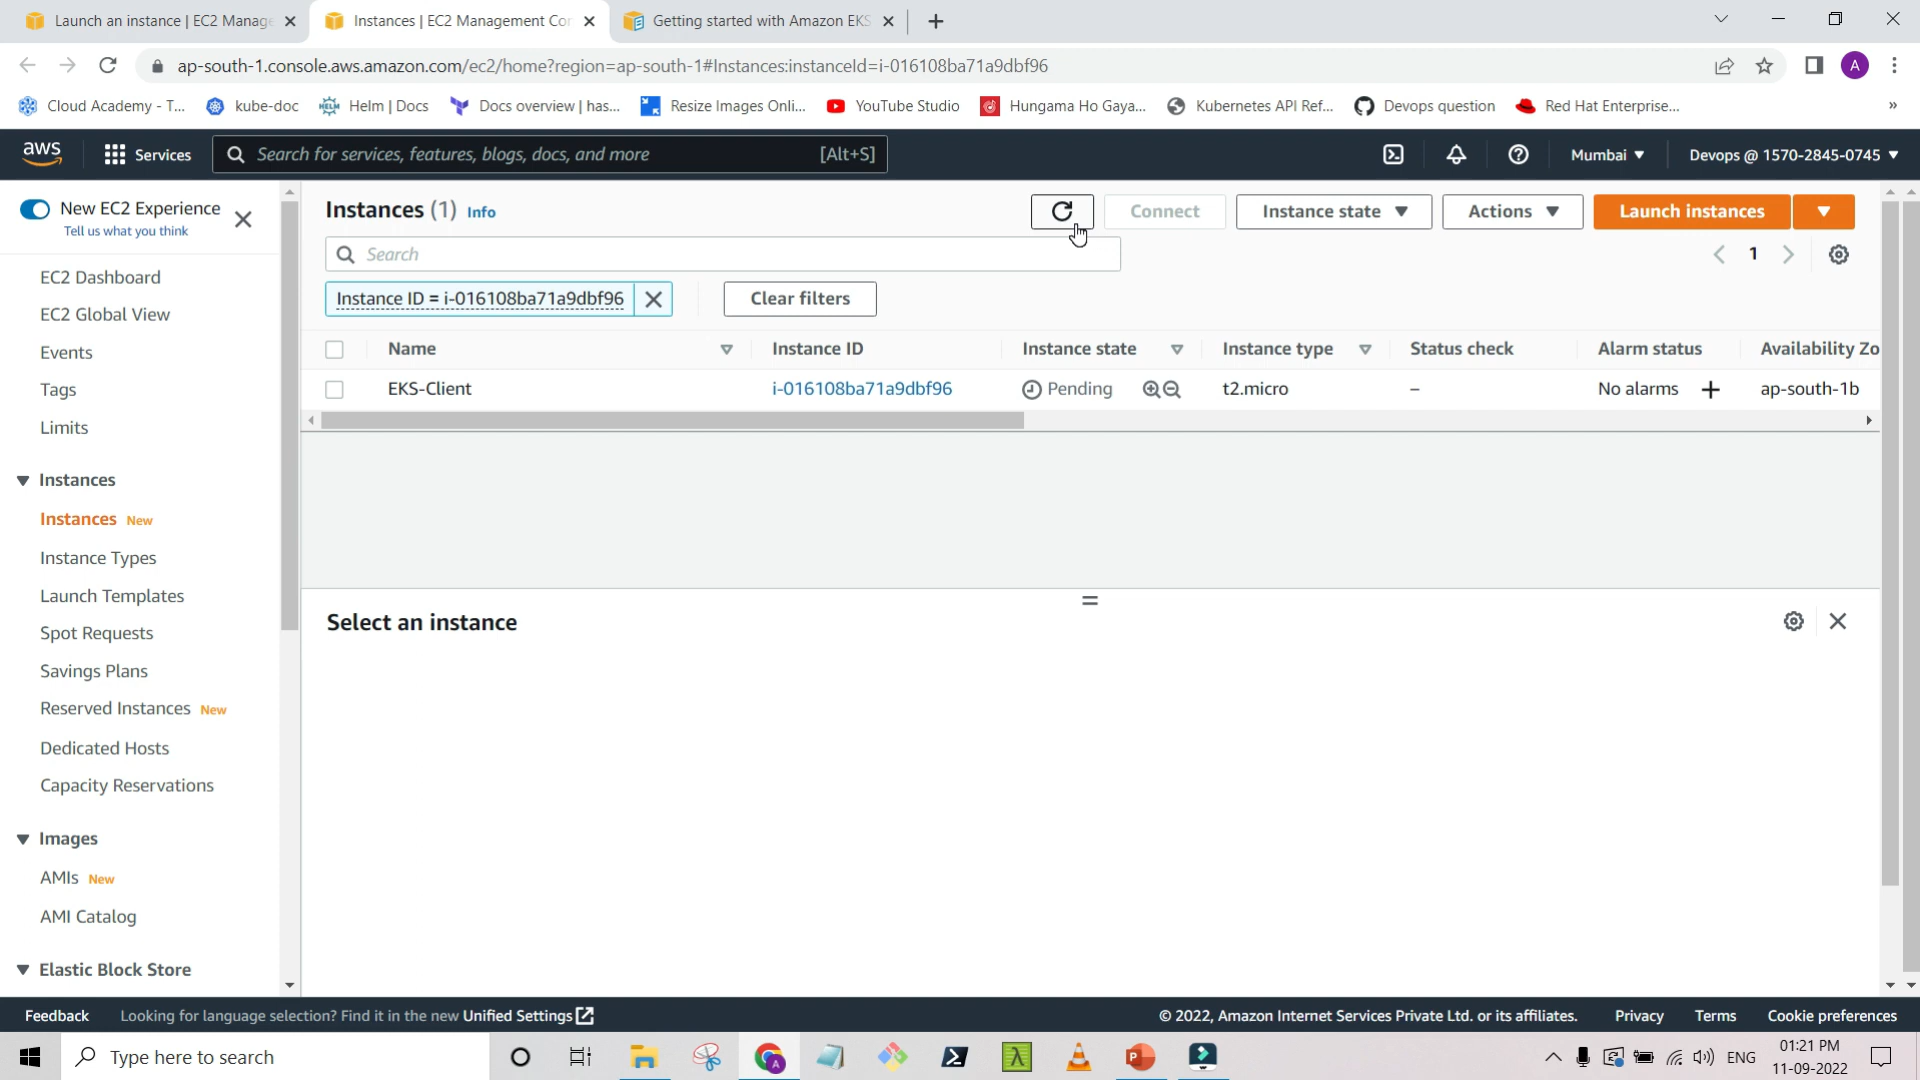 Launch an instance | EC2 Manage
Instances | EC2 Management Con
Getting started with Amazon EKS
ap-south-1.console.aws.amazon.com/ec2/home?region=ap-south-1#Instances:instanceId=i-016108ba71a9dbf96
A
Cloud Academy - T...
kube-doc
HELM
Helm | Docs
Docs overview | has...
Resize Images Onli...
YouTube Studio
Hungama Ho Gaya...
Kubernetes API Ref...
Devops question
Red Hat Enterprise...
»
aws
Services
Search for services, features, blogs, docs, and more
[Alt+S]
Mumbai
Devops @ 1570-2845-0745
New EC2 Experience
Tell us what you think
EC2 Dashboard
EC2 Global View
Events
Tags
Limits
Instances
Instances New
Instance Types
Launch Templates
Spot Requests
Savings Plans
Reserved Instances New
Dedicated Hosts
Capacity Reservations
Images
AMIs New
AMI Catalog
Elastic Block Store
Instances (1) Info
Connect
Instance state
Actions
Launch instances
Search
1
Instance ID = i-016108ba71a9dbf96
Clear filters
Name Instance ID Instance state Instance type Status check Alarm status Availability Zo
EKS-Client i-016108ba71a9dbf96 Pending t2.micro – No alarms + ap-south-1b
Select an instance
Feedback
Looking for language selection? Find it in the new Unified Settings
© 2022, Amazon Internet Services Private Ltd. or its affiliates.
Privacy
Terms
Cookie preferences
Type here to search
A
P
ENG
01:21 PM
11-09-2022